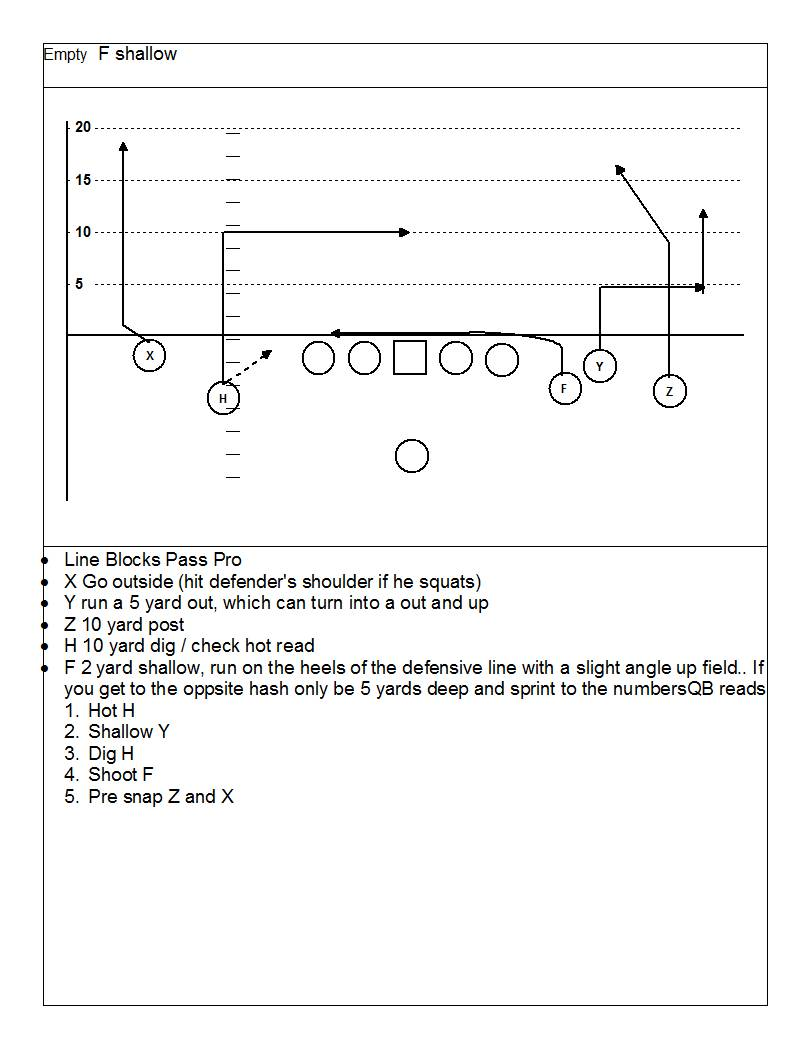 Empty F shallow
20
15
10
5
X
H
F
Y
Z
Line Blocks Pass Pro
X Go outside (hit defender's shoulder if he squats)
Y run a 5 yard out, which can turn into a out and up
Z 10 yard post
H 10 yard dig / check hot read
F 2 yard shallow, run on the heels of the defensive line with a slight angle up field.. If
you get to the oppsite hash only be 5 yards deep and sprint to the numbersQB reads
1. Hot H
2. Shallow Y
3. Dig H
4. Shoot F
5. Pre snap Z and X